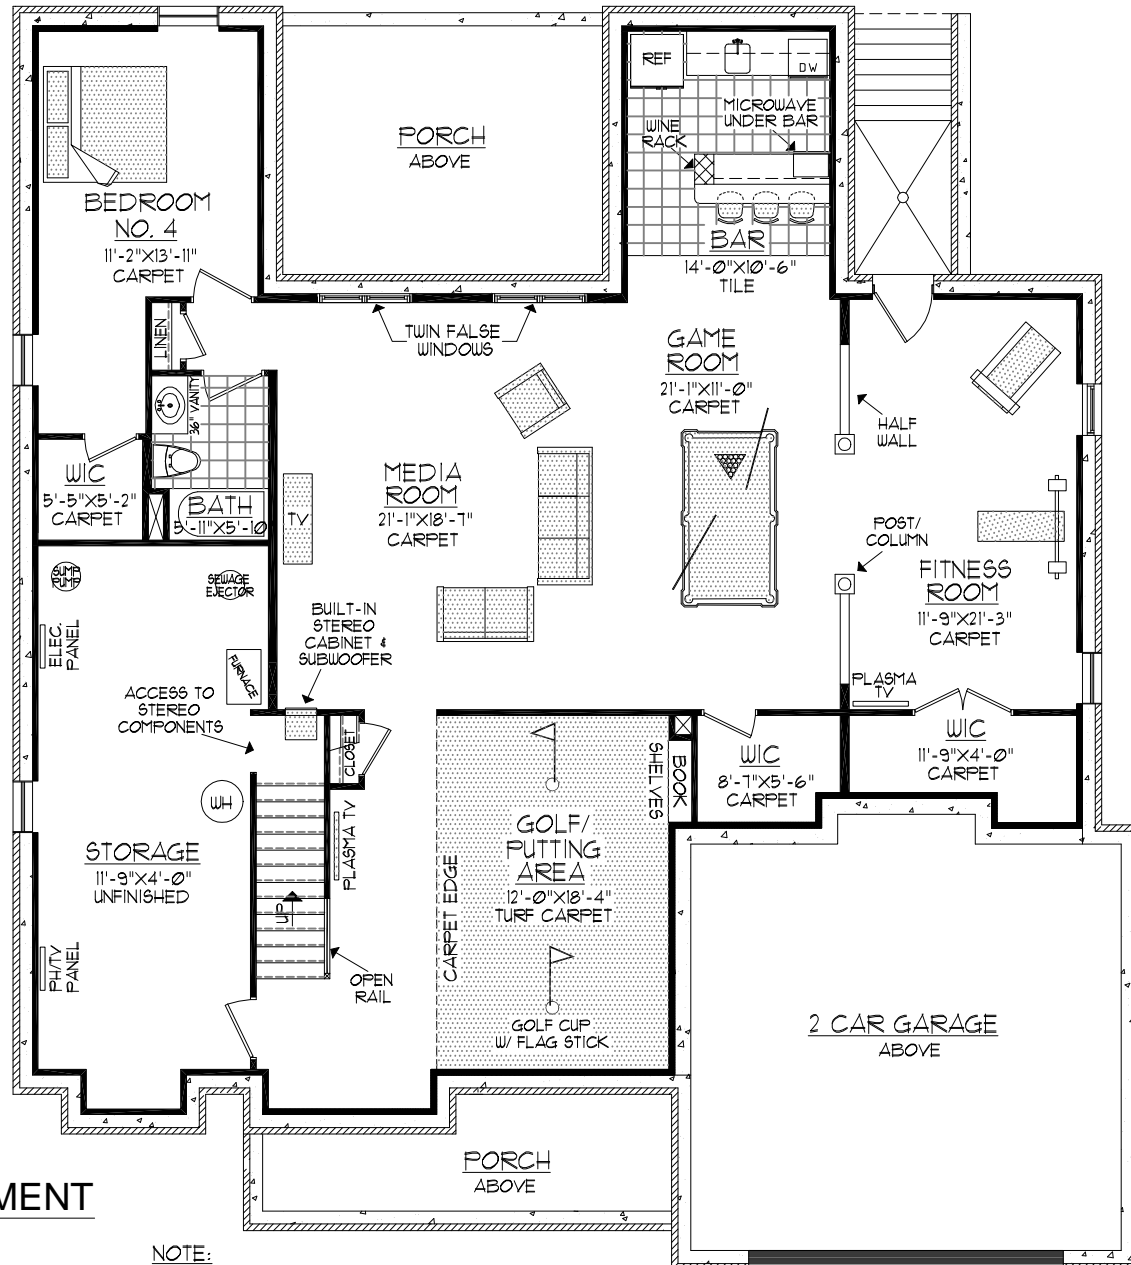 REF
DW
MICROWAVE
UNDER BAR
WINE
RACK
PORCH
ABOVE
BEDROOM
NO. 4
11'-2"X13'-11"
CARPET
BAR
14'-0"X10'-6"
TILE
LINEN
TWIN FALSE
WINDOWS
GAME
ROOM
21'-1"X11'-0"
CARPET
36" VANITY
HALF
WALL
WIC
5'-5"X5'-2"
CARPET
BATH
5'-11"X5'-10
MEDIA
ROOM
21'-1"X18'-7"
CARPET
TV
POST/
COLUMN
SUMP
PUMP
SEWAGE
EJECTOR
FITNESS
ROOM
11'-9"X21'-3"
CARPET
ELEC.
PANEL
BUILT-IN
STEREO
CABINET &
SUBWOOFER
FURNACE
ACCESS TO
STEREO
COMPONENTS
PLASMA
TV
CLOSET
BOOK
SHELVES
WIC
8'-7"X5'-6"
CARPET
WIC
11'-9"X4'-0"
CARPET
WH
PLASMA TV
STORAGE
11'-9"X4'-0"
UNFINISHED
GOLF/
PUTTING
AREA
12'-0"X18'-4"
TURF CARPET
CARPET EDGE
UP
PH/TV
PANEL
OPEN
RAIL
GOLF CUP
W/ FLAG STICK
2 CAR GARAGE
ABOVE
PORCH
ABOVE
MENT
NOTE: